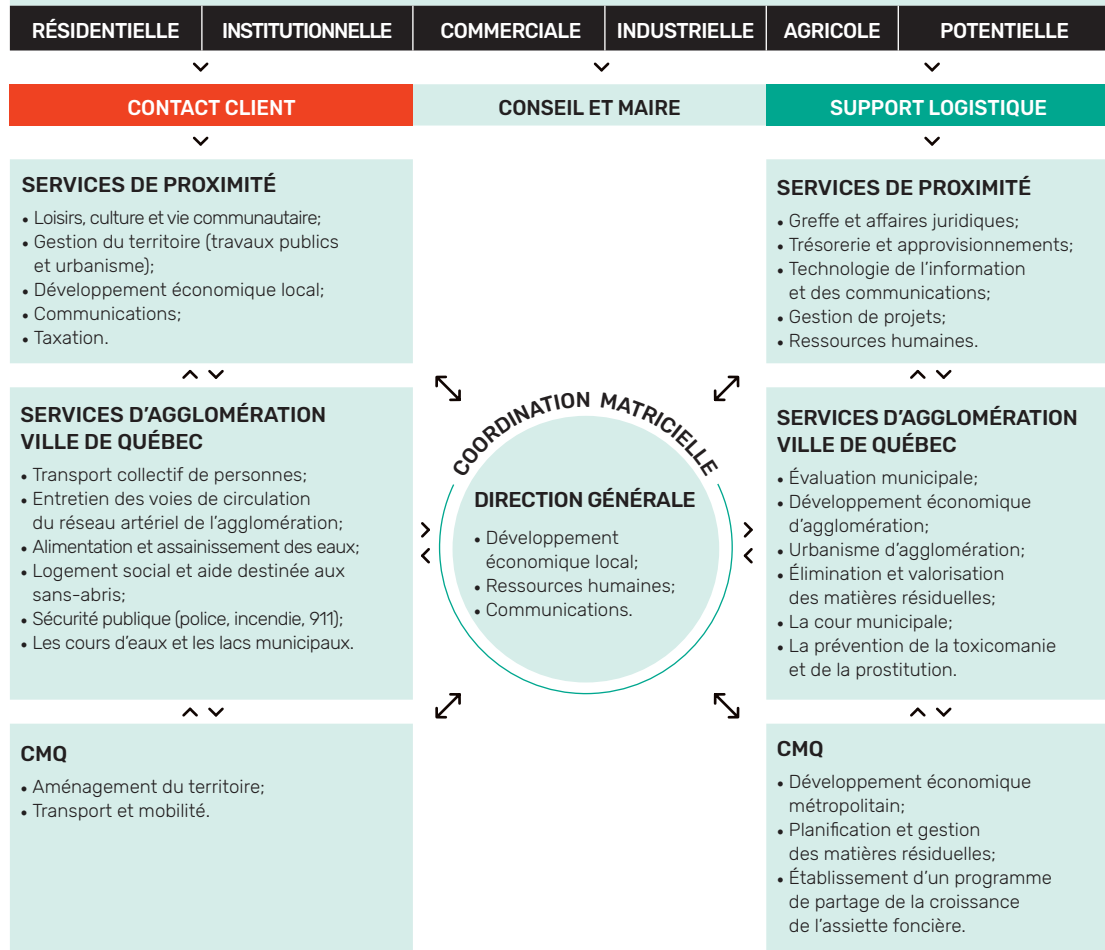 RÉSIDENTIELLE
INSTITUTIONNELLE
COMMERCIALE
INDUSTRIELLE
AGRICOLE
POTENTIELLE
CONTACT CLIENT
CONSEIL ET MAIRE
SUPPORT LOGISTIQUE
SERVICES DE PROXIMITÉ
• Loisirs, culture et vie communautaire;
• Gestion du territoire (travaux publics
et urbanisme);
• Développement économique local;
• Communications;
• Taxation.
SERVICES D'AGGLOMÉRATION
VILLE DE QUÉBEC
• Transport collectif de personnes;
• Entretien des voies de circulation
du réseau artériel de l'agglomération;
• Alimentation et assainissement des eaux;
• Logement social et aide destinée aux
sans-abris;
• Sécurité publique (police, incendie, 911);
• Les cours d'eaux et les lacs municipaux.
CMQ
• Aménagement du territoire;
• Transport et mobilité.
COORDINATION MATRICIELLE
DIRECTION GÉNÉRALE
• Développement
économique local;
• Ressources humaines;
• Communications.
SERVICES DE PROXIMITÉ
• Greffe et affaires juridiques;
• Trésorerie et approvisionnements;
• Technologie de l'information
et des communications;
• Gestion de projets;
• Ressources humaines.
SERVICES D'AGGLOMÉRATION
VILLE DE QUÉBEC
• Évaluation municipale;
• Développement économique
d'agglomération;
• Urbanisme d'agglomération;
• Élimination et valorisation
des matières résiduelles;
• La cour municipale;
• La prévention de la toxicomanie
et de la prostitution.
CMQ
• Développement économique
métropolitain;
• Planification et gestion
des matières résiduelles;
• Établissement d'un programme
de partage de la croissance
de l'assiette foncière.